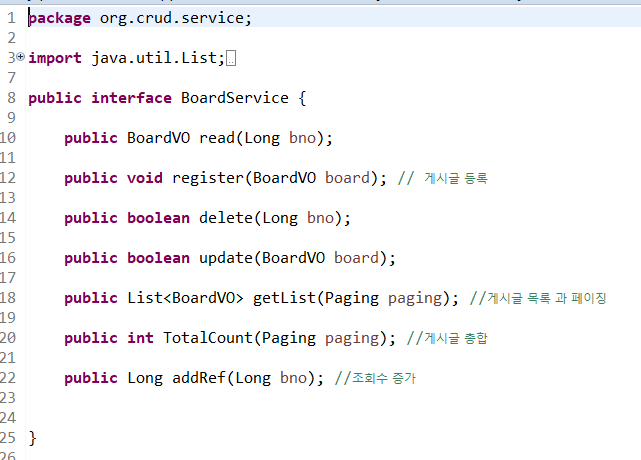 1 package org.crud.service;
2
3 import java.util.List;
7
8 public interface BoardService {
9
10 public BoardVO read(Long bno);
11
12 public void register(BoardVO board); // 게시글 등록
13
14 public boolean delete(Long bno);
15
16 public boolean update(BoardVO board);
17
18 public List<BoardVO> getList(Paging paging); //게시글 목록 과 페이징
19
20 public int TotalCount(Paging paging); //게시글 총합
21
22 public Long addRef(Long bno); //조회수 증가
23
24
25 }
26